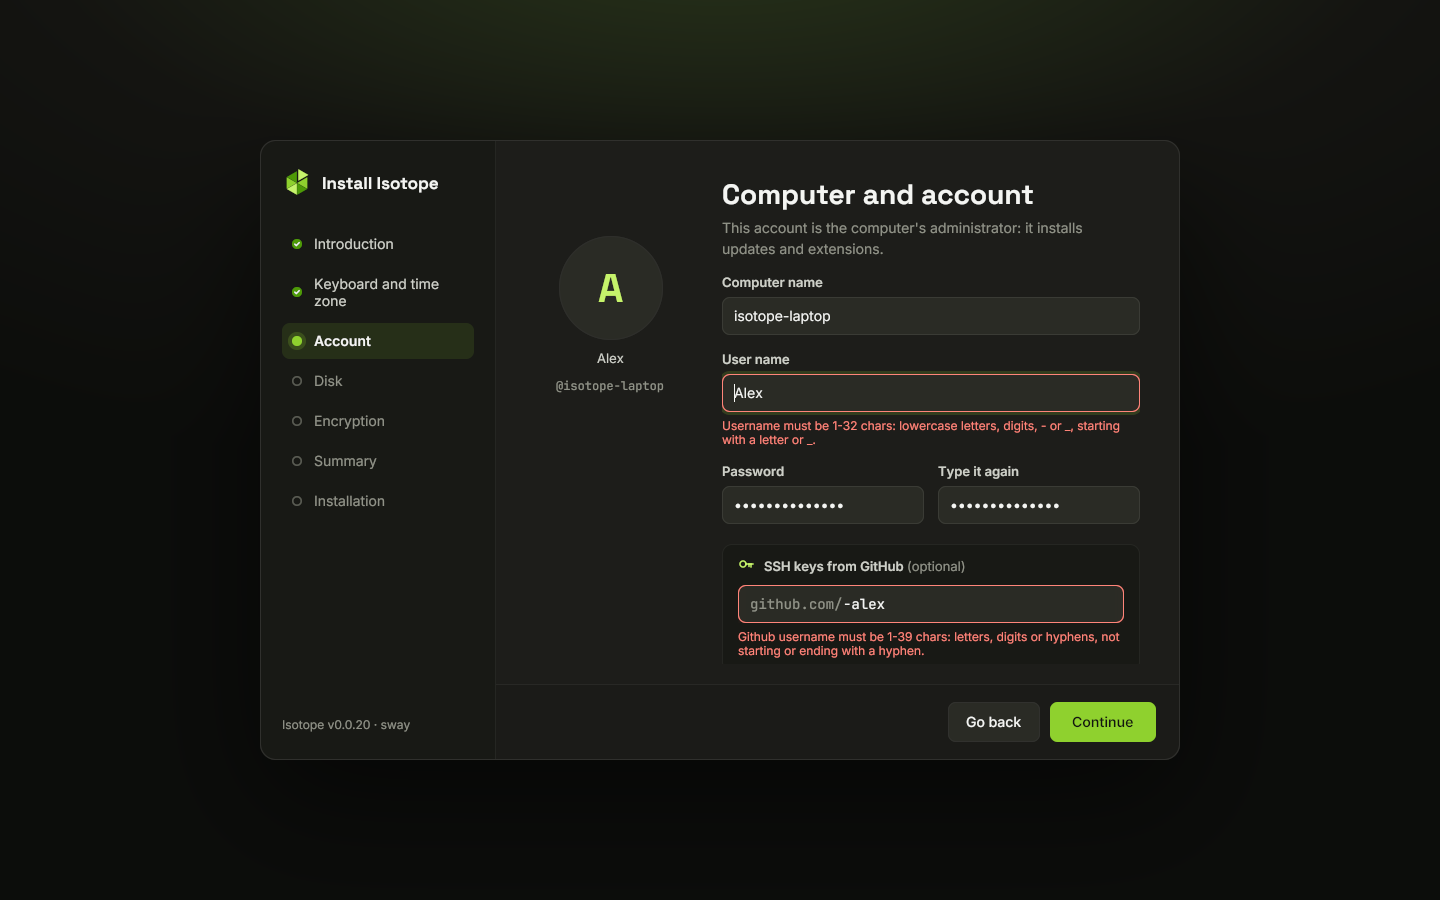 Install Isotope
Introduction
Keyboard and time
zone
Account
Disk
Encryption
Summary
Installation
Isotope v0.0.20 · sway
A
Alex
@isotope-laptop
Computer and account
This account is the computer's administrator: it installs
updates and extensions.
Computer name
isotope-laptop
User name
Alex
Username must be 1-32 chars: lowercase letters, digits, - or _, starting
with a letter or _.
Password
Type it again
••••••••••••••
••••••••••••••
SSH keys from GitHub (optional)
github.com/-alex
Github username must be 1-39 chars: letters, digits or hyphens, not
starting or ending with a hyphen.
Go back
Continue